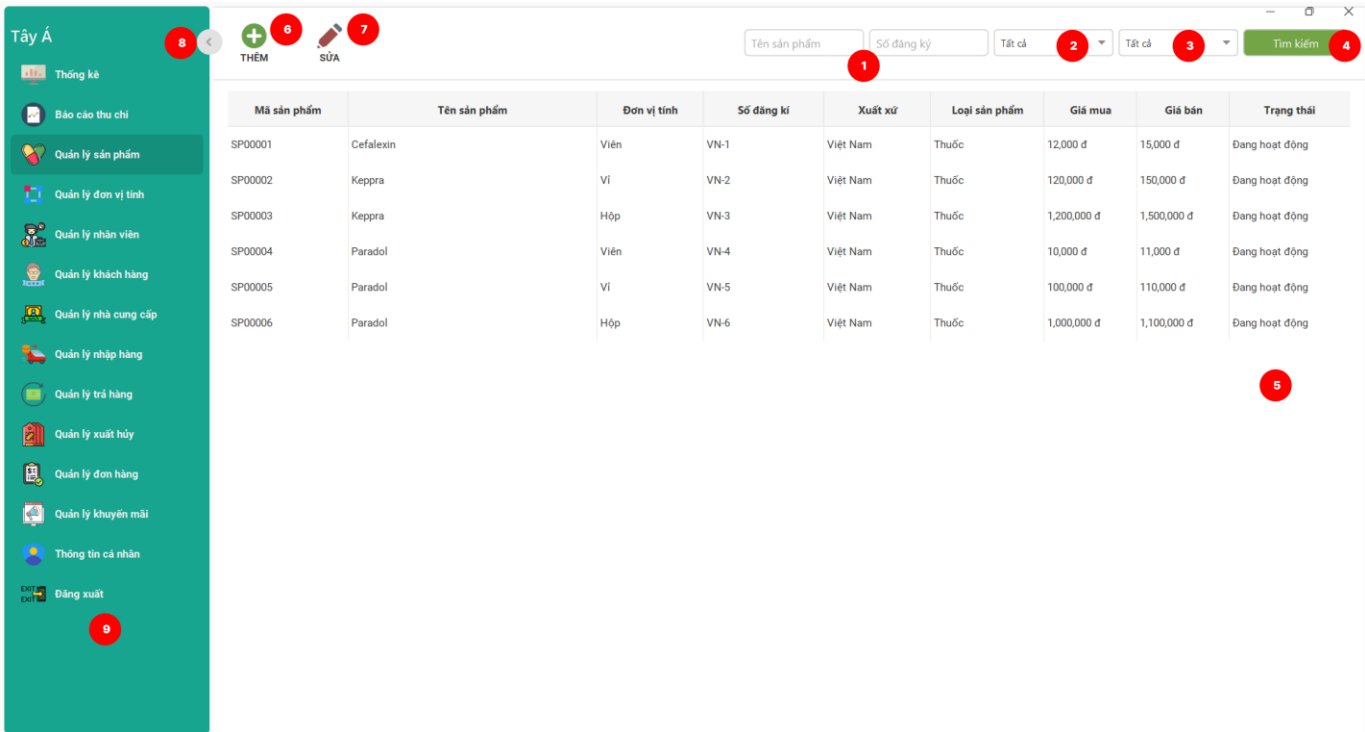 Tây Á
8
6
7
THÊM
SỬA
Tên sản phẩm
Số đăng ký
1
Tất cả
2
Tất cả
3
Tìm kiếm
4
Thống kê
Báo cáo thu chi
Quản lý sản phẩm
Quản lý đơn vị tính
Quản lý nhân viên
Quản lý khách hàng
Quản lý nhà cung cấp
Quản lý nhập hàng
Quản lý trả hàng
Quản lý xuất hủy
Quản lý đơn hàng
Quản lý khuyến mãi
Thông tin cá nhân
EXIT
EXIT
Đăng xuất
9
Mã sản phẩm Tên sản phẩm Đơn vị tính Số đăng kí Xuất xứ Loại sản phẩm Giá mua Giá bán Trạng thái
SP00001 Cefalexin Viên VN-1 Việt Nam Thuốc 12,000 đ 15,000 đ Đang hoạt động
SP00002 Keppra Vỉ VN-2 Việt Nam Thuốc 120,000 đ 150,000 đ Đang hoạt động
SP00003 Keppra Hộp VN-3 Việt Nam Thuốc 1,200,000 đ 1,500,000 đ Đang hoạt động
SP00004 Paradol Viên VN-4 Việt Nam Thuốc 10,000 đ 11,000 đ Đang hoạt động
SP00005 Paradol Vỉ VN-5 Việt Nam Thuốc 100,000 đ 110,000 đ Đang hoạt động
SP00006 Paradol Hộp VN-6 Việt Nam Thuốc 1,000,000 đ 1,100,000 đ Đang hoạt động
5